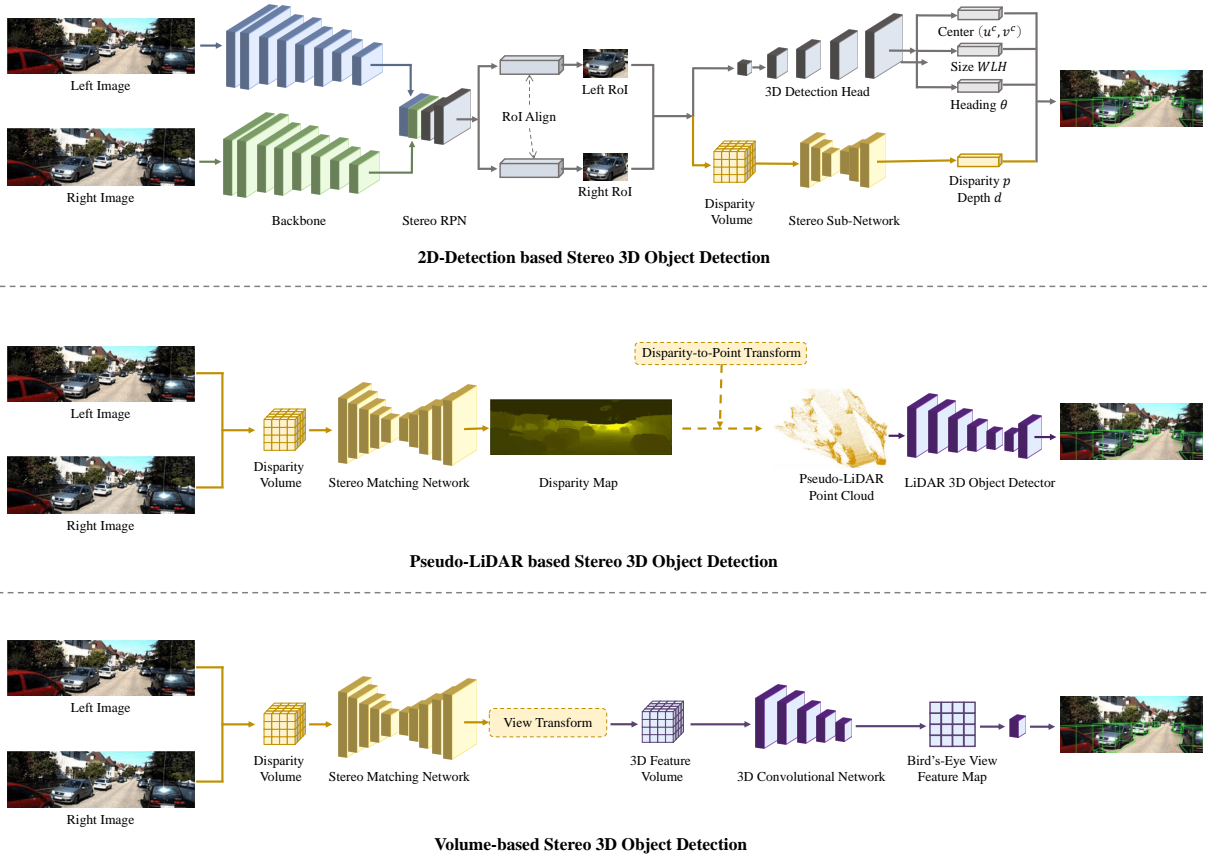 Left Image
Right Image
Backbone
Stereo RPN
RoI Align
Left RoI
Right RoI
3D Detection Head
Disparity
Volume
Stereo Sub-Network
Center (u^c, v^c)
Size WLH
Heading θ
Disparity p
Depth d
2D-Detection based Stereo 3D Object Detection
Left Image
Right Image
Disparity
Volume
Stereo Matching Network
Disparity Map
Disparity-to-Point Transform
Pseudo-LiDAR
Point Cloud
LiDAR 3D Object Detector
Pseudo-LiDAR based Stereo 3D Object Detection
Left Image
Right Image
Disparity
Volume
Stereo Matching Network
View Transform
3D Feature
Volume
3D Convolutional Network
Bird's-Eye View
Feature Map
Volume-based Stereo 3D Object Detection